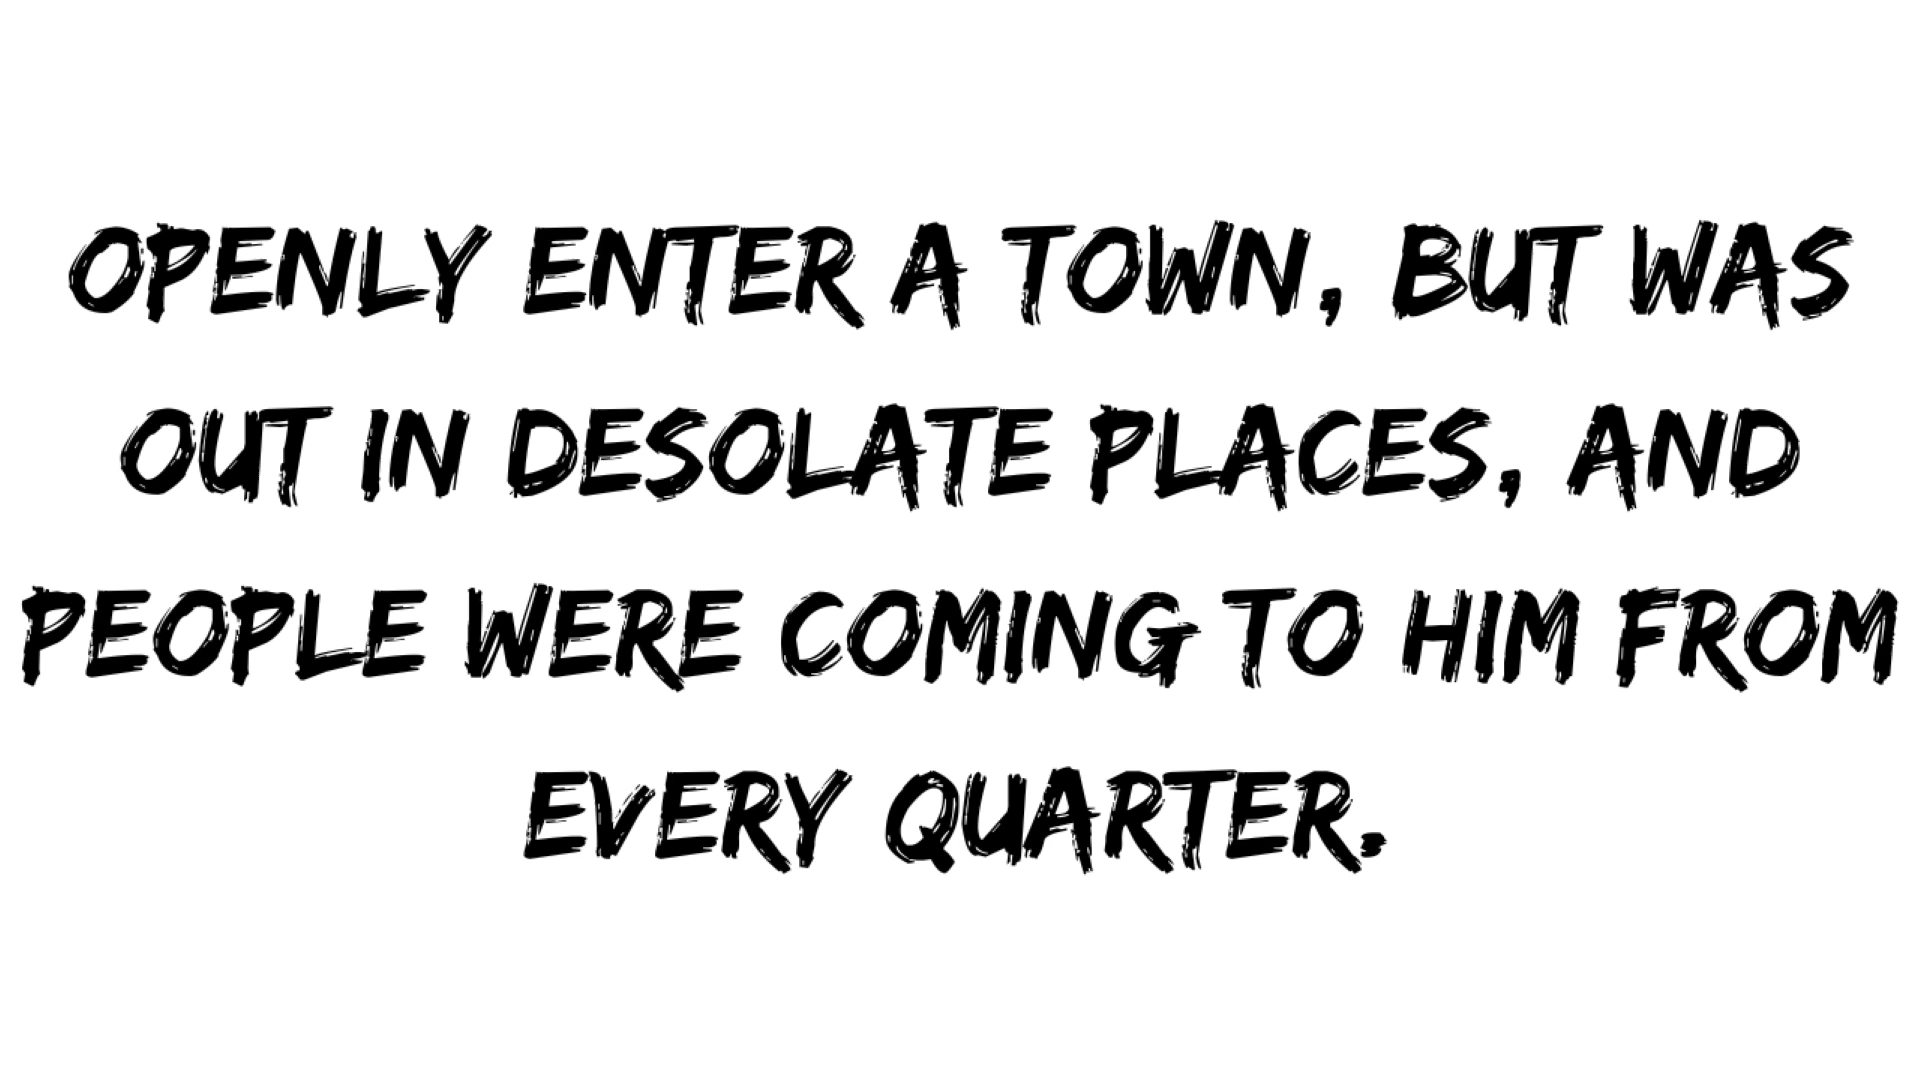 OPENLY ENTER A TOWN, BUT WAS
OUT IN DESOLATE PLACES, AND
PEOPLE WERE COMING TO HIM FROM
EVERY QUARTER.